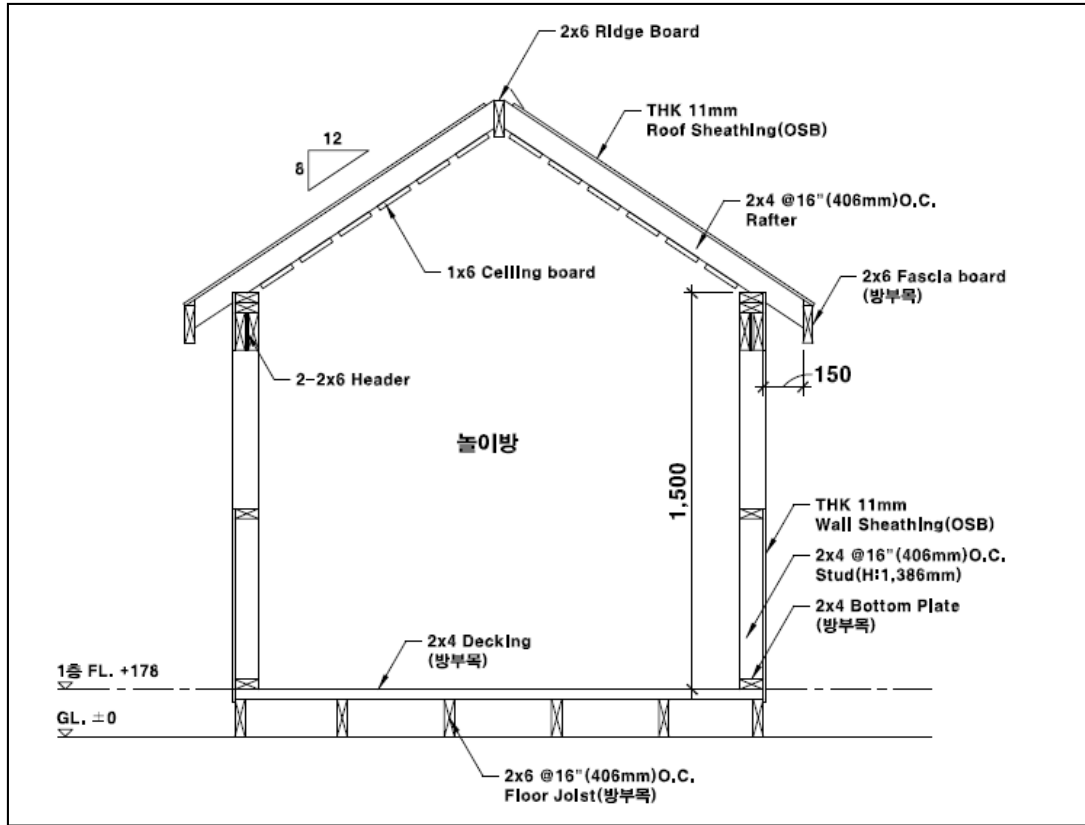 2x6 Ridge Board
THK 11mm
Roof Sheathing(OSB)
12
8
2x4 @16"(406mm)O.C.
Rafter
1x6 Ceiling board
2x6 Fascia board
(방부목)
2-2x6 Header
150
놀이방
1,500
THK 11mm
Wall Sheathing(OSB)
2x4 @16"(406mm)O.C.
Stud(H:1,386mm)
2x4 Bottom Plate
(방부목)
2x4 Decking
(방부목)
1층 FL. +178
GL. ±0
2x6 @16"(406mm)O.C.
Floor Joist(방부목)